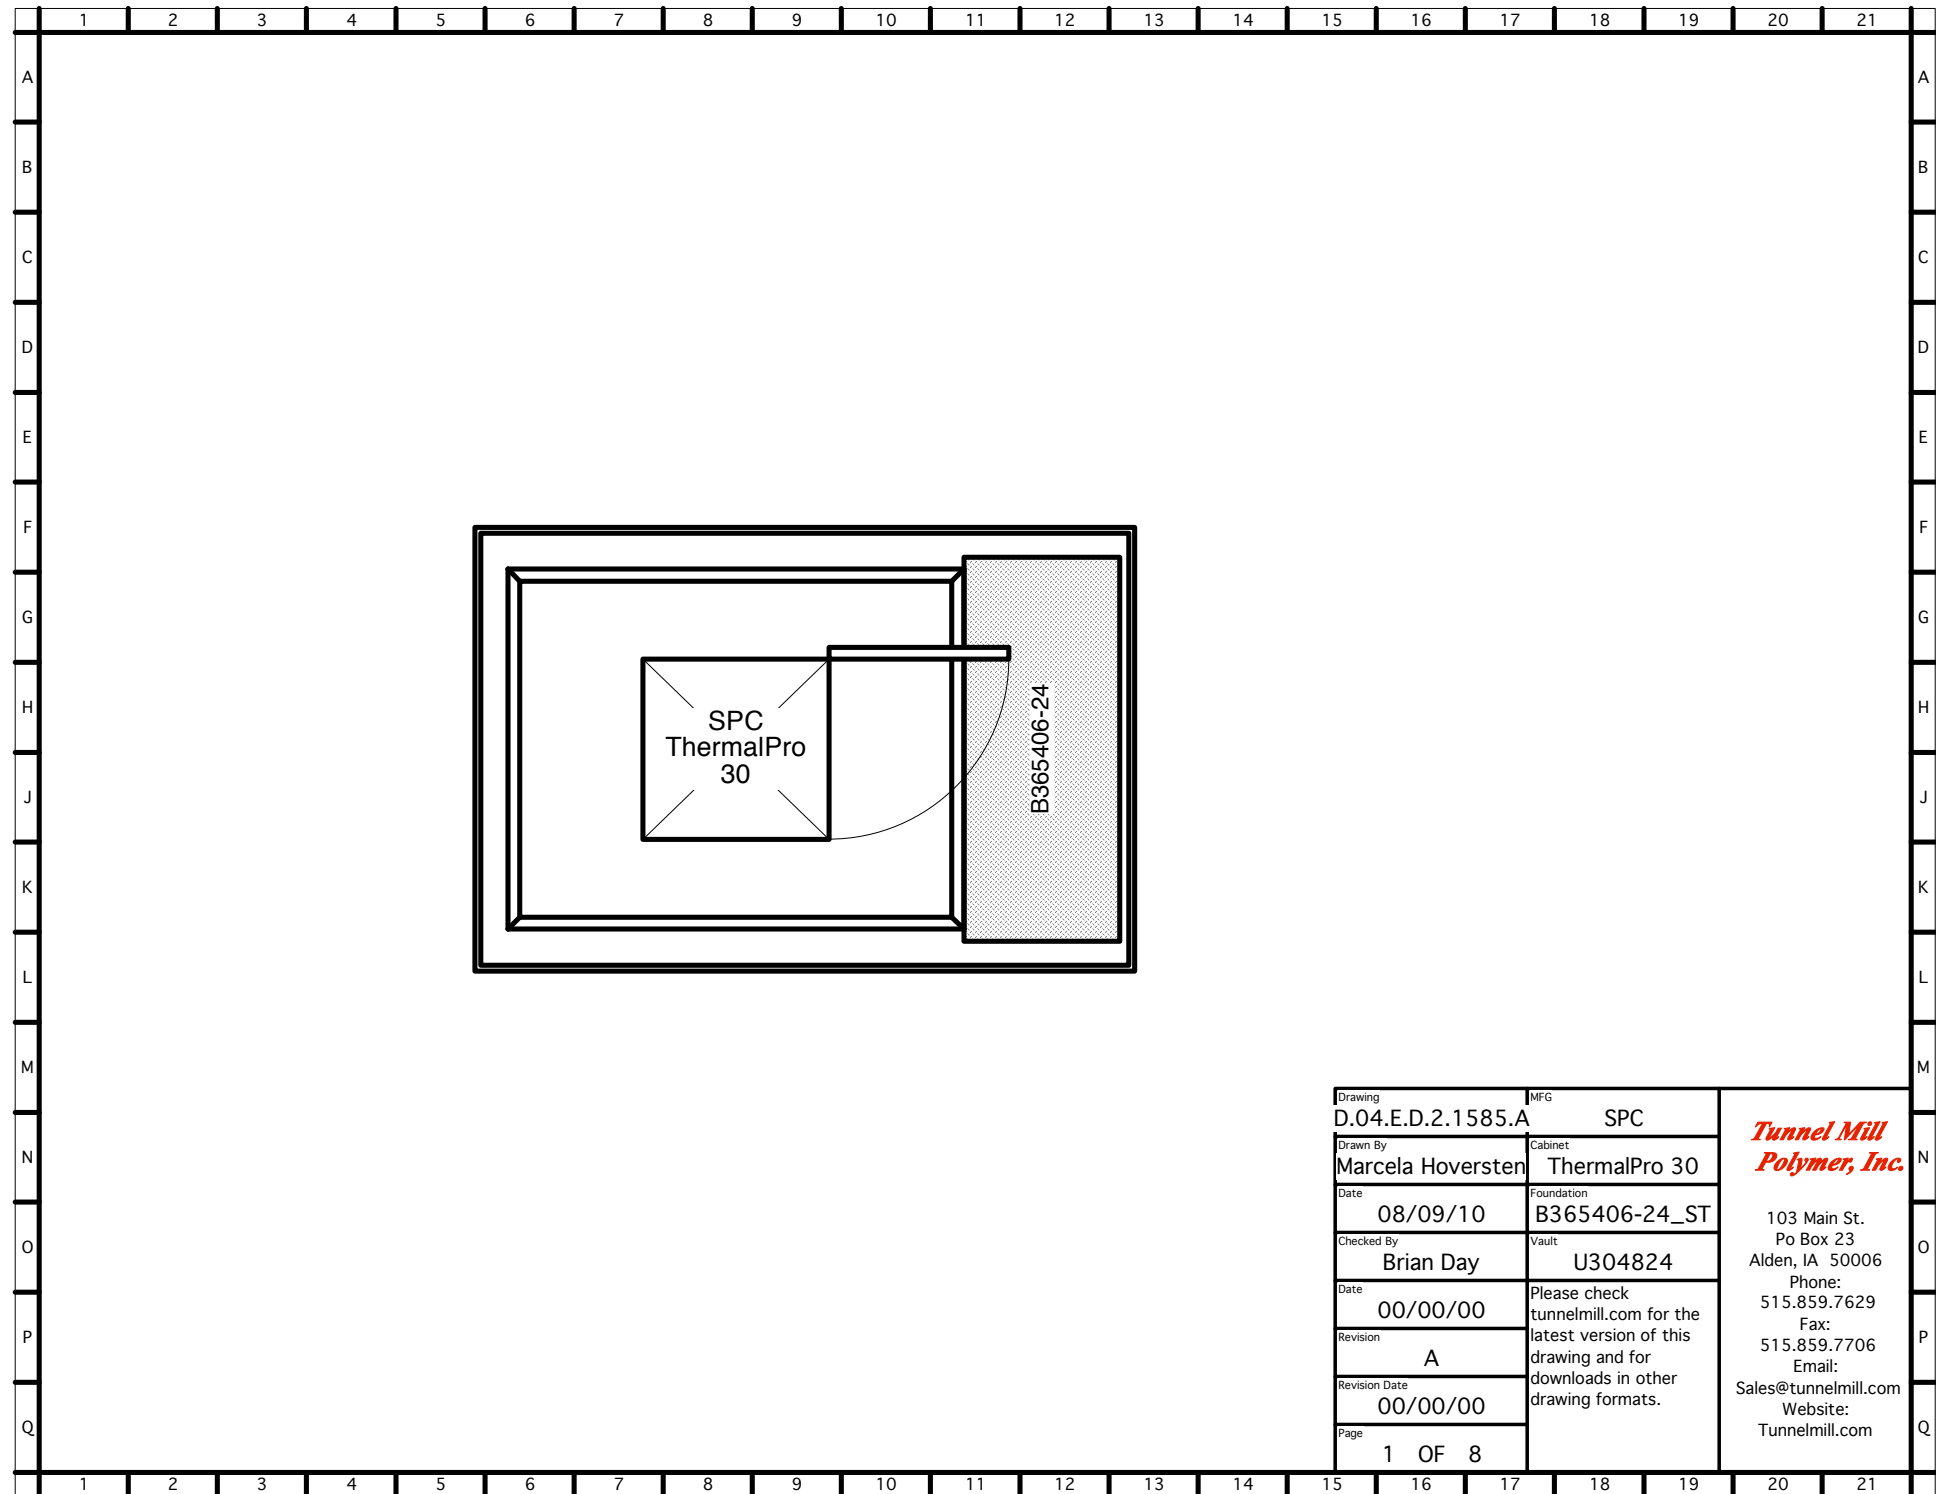 1 2 3 4 5 6 7 8 9 10 11 12 13 14 15 16 17 18 19 20 21
A A
B B
C C
D D
E E
F F
G G
H H
J J
K K
L L
M M
N N
O O
P P
Q Q
SPC
ThermalPro
30
B365406-24
Drawing
D.04.E.D.2.1585.A
MFG
SPC
Drawn By
Marcela Hoversten
Cabinet
ThermalPro 30
Date
08/09/10
Foundation
B365406-24_ST
Checked By
Brian Day
Vault
U304824
Date
00/00/00
Revision
A
Revision Date
00/00/00
Page
1 OF 8
Please check
tunnelmill.com for the
latest version of this
drawing and for
downloads in other
drawing formats.
Tunnel Mill
Polymer, Inc.
103 Main St.
Po Box 23
Alden, IA 50006
Phone:
515.859.7629
Fax:
515.859.7706
Email:
Sales@tunnelmill.com
Website:
Tunnelmill.com
1 2 3 4 5 6 7 8 9 10 11 12 13 14 15 16 17 18 19 20 21